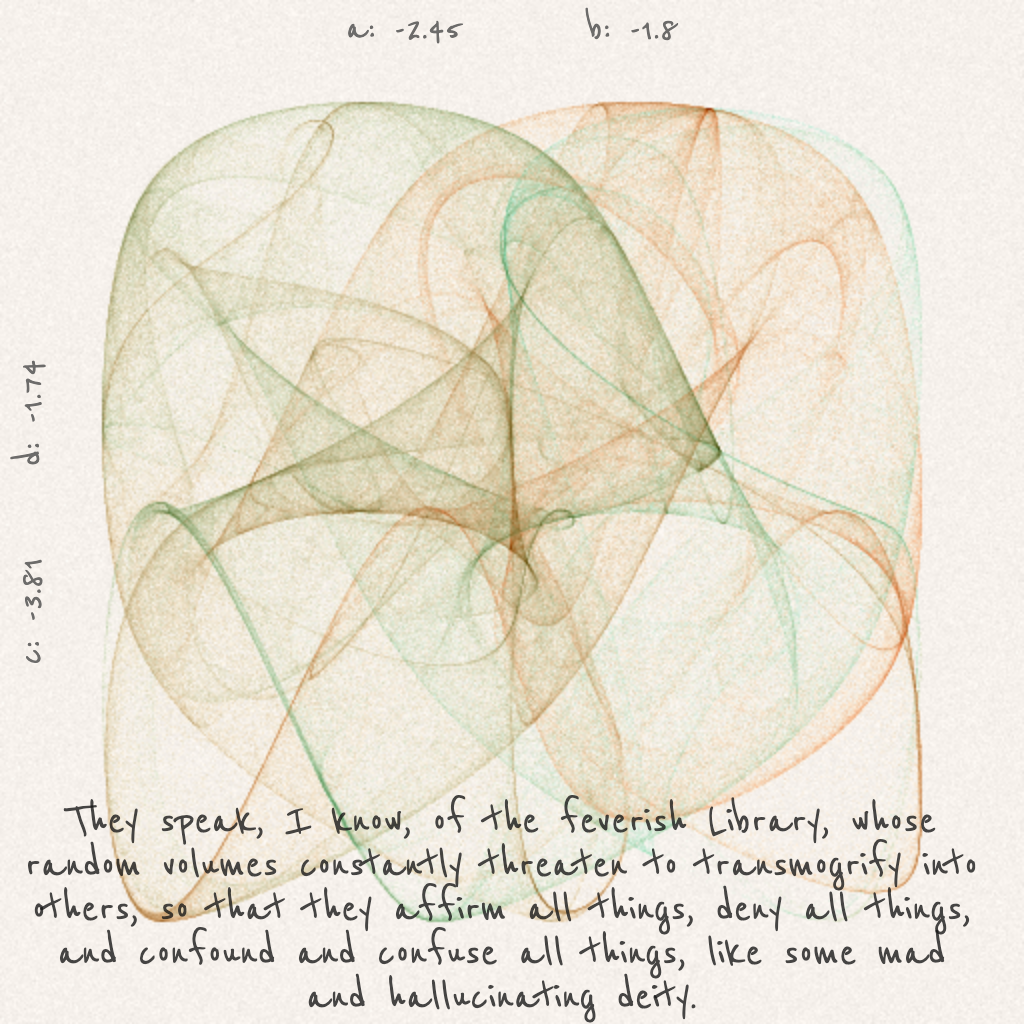 a: -2.45 b: -1.8
d: -1.74
c: -3.81
They speak, I know, of the feverish Library, whose
random volumes constantly threaten to transmogrify into
others, so that they affirm all things, deny all things,
and confound and confuse all things, like some mad
and hallucinating deity.